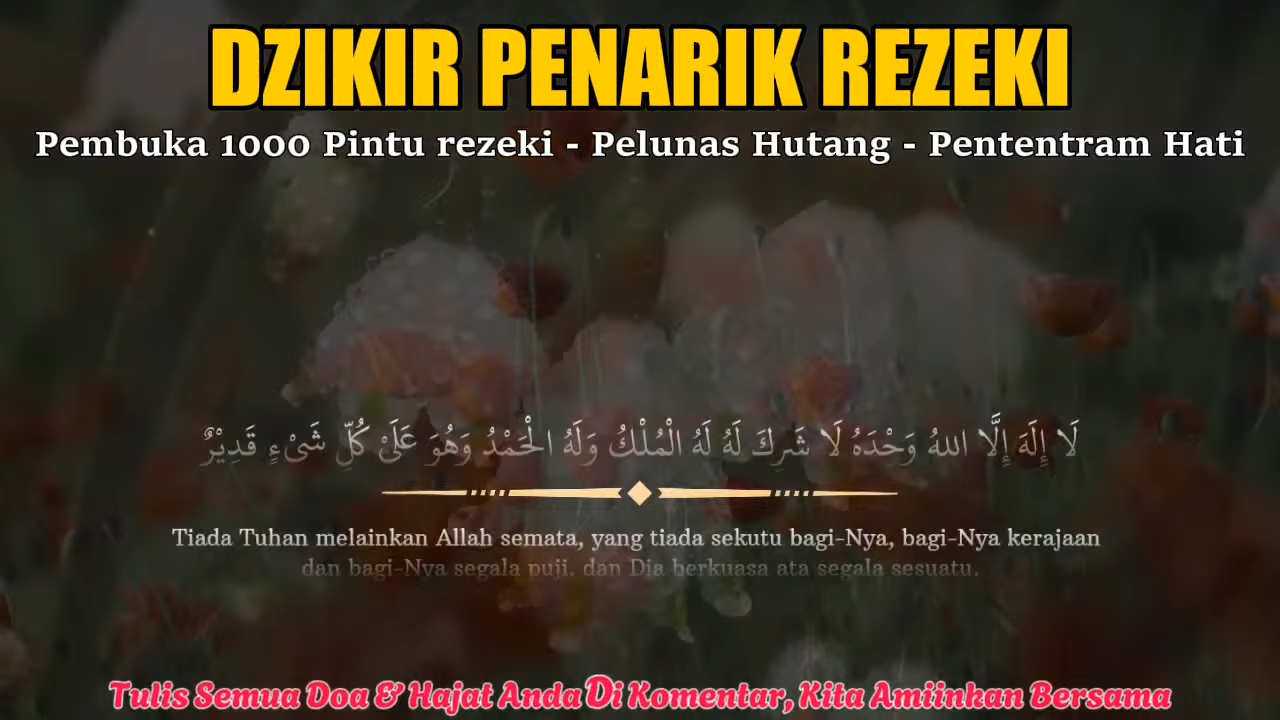 DZIKIR PENARIK REZEKI
Pembuka 1000 Pintu rezeki - Pelunas Hutang - Pententram Hati
لَا إِلَهَ إِلَّا اللهُ وَحْدَهُ لَا شَرِكَ لَهُ لَهُ الْمُلْكُ وَلَهُ الْحَمْدُ وَهُوَ عَلَىْ كُلِّ شَىْءٍ قَدِيْرٌ
Tiada Tuhan melainkan Allah semata, yang tiada sekutu bagi-Nya, bagi-Nya kerajaan
dan bagi-Nya segala puji. dan Dia berkuasa ata segala sesuatu.
Tulis Semua Doa & Hajat Anda Di Komentar, Kita Amiinkan Bersama